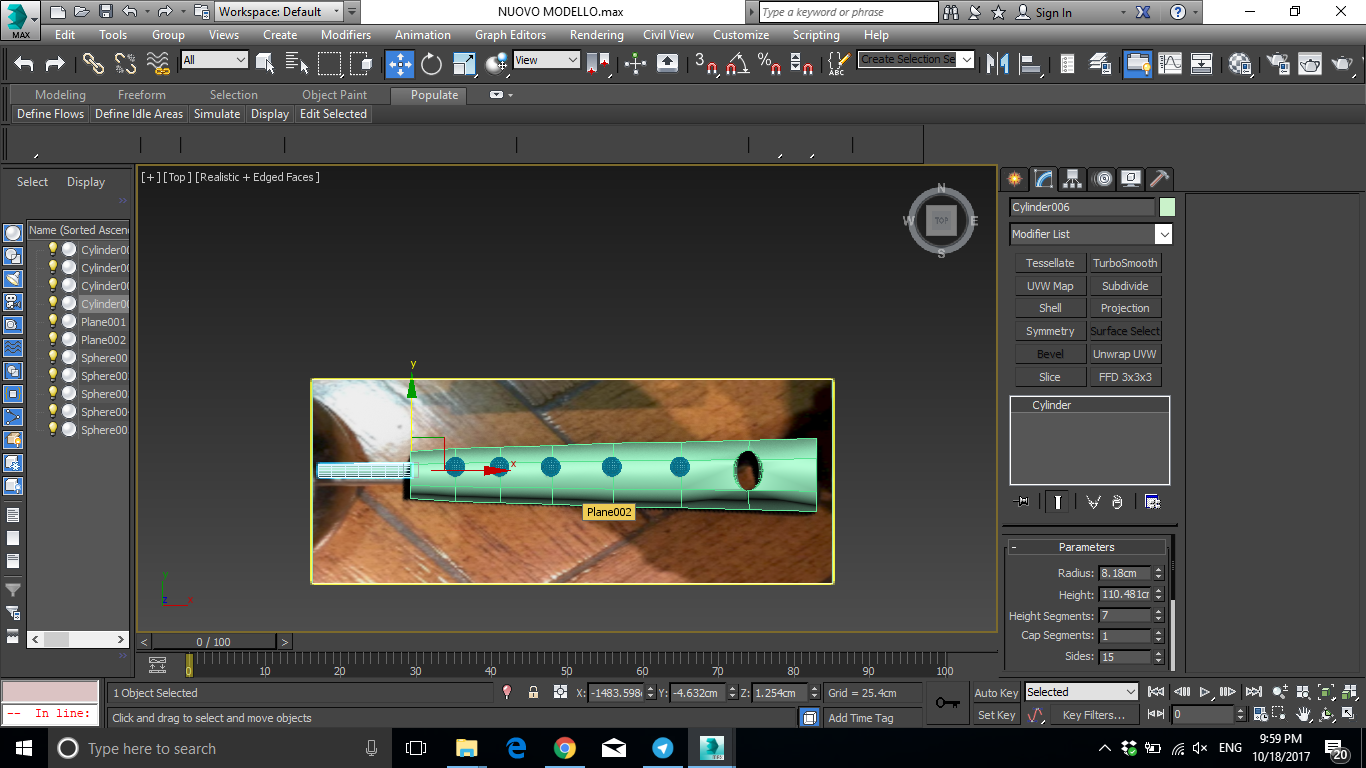 Workspace: Default
NUOVO MODELLO.max
Type a keyword or phrase
Sign In
MAX
Edit Tools Group Views Create Modifiers Animation Graph Editors Rendering Civil View Customize Scripting Help
All
View
3
ABC
Create Selection Se
Modeling Freeform Selection Object Paint Populate
Define Flows Define Idle Areas Simulate Display Edit Selected
Select Display
Name (Sorted Ascen
Cylinder00
Cylinder00
Cylinder00
Cylinder00
Plane001
Plane002
Sphere00
Sphere00
Sphere00
Sphere00
Sphere00
[+] [Top ] [Realistic + Edged Faces ]
N
W TOP E
S
y
x
Plane002
y
z x
Cylinder006
Modifier List
Tessellate TurboSmooth
UVW Map Subdivide
Shell Projection
Symmetry Surface Select
Bevel Unwrap UVW
Slice FFD 3x3x3
Cylinder
- Parameters
Radius: 8.18cm
Height: 110.481c
Height Segments: 7
Cap Segments: 1
Sides: 15
< 0 / 100 >
0 10 20 30 40 50 60 70 80 90 100
1 Object Selected
X: -1483.598 Y: -4.632cm Z: 1.254cm Grid = 25.4cm
Auto Key Selected
-- In line:
Click and drag to select and move objects
Add Time Tag
Set Key Key Filters... 0
Type here to search
ENG
9:59 PM
10/18/2017
20